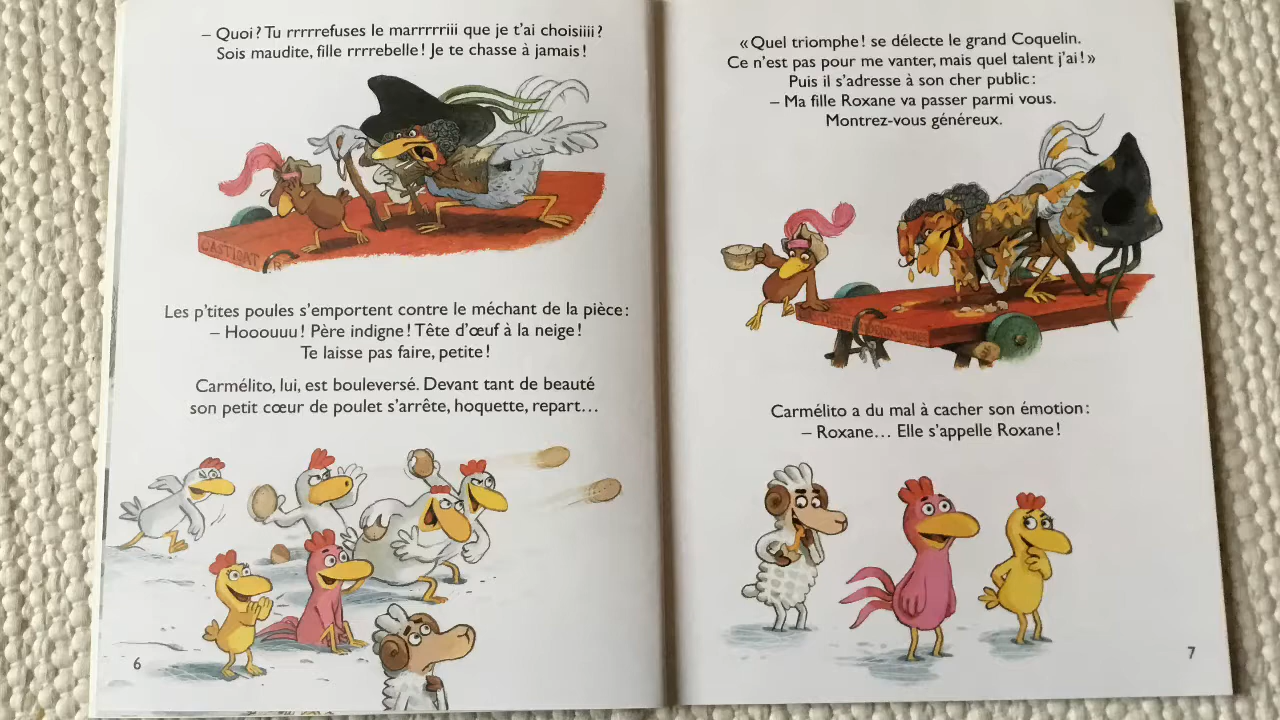 – Quoi ? Tu rrrrrefuses le marrrrrriii que je t'ai choisiiii ?
Sois maudite, fille rrrrebelle ! Je te chasse à jamais !
Les p'tites poules s'emportent contre le méchant de la pièce :
– Hooouuu ! Père indigne ! Tête d'œuf à la neige !
Te laisse pas faire, petite !
Carmélito, lui, est bouleversé. Devant tant de beauté
son petit cœur de poulet s'arrête, hoquette, repart…
6
« Quel triomphe ! se délecte le grand Coquelin.
Ce n'est pas pour me vanter, mais quel talent j'ai ! »
Puis il s'adresse à son cher public :
– Ma fille Roxane va passer parmi vous.
Montrez-vous généreux.
Carmélito a du mal à cacher son émotion :
– Roxane… Elle s'appelle Roxane !
7